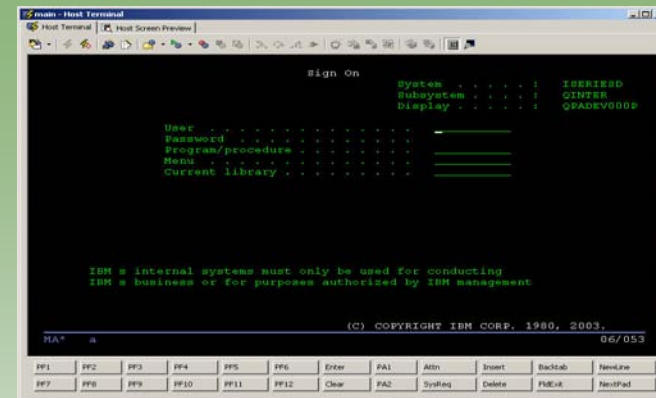 main - Host Terminal
Host Terminal Host Screen Preview
Sign On
System . . . . . : ISERIESD
Subsystem . . . . : QINTER
Display . . . . . : QPADEV000P
User . . . . . . . . . . . . . .
Password . . . . . . . . . . . .
Program/procedure . . . . . . . .
Menu . . . . . . . . . . . . . .
Current library . . . . . . . . .
IBM s internal systems must only be used for conducting
IBM s business or for purposes authorized by IBM management
(C) COPYRIGHT IBM CORP. 1980, 2003.
MA* a 06/053
PF1 PF2 PF3 PF4 PF5 PF6 Enter PA1 Attn Insert Backtab NewLine
PF7 PF8 PF9 PF10 PF11 PF12 Clear PA2 SysReq Delete FldExit NextPad